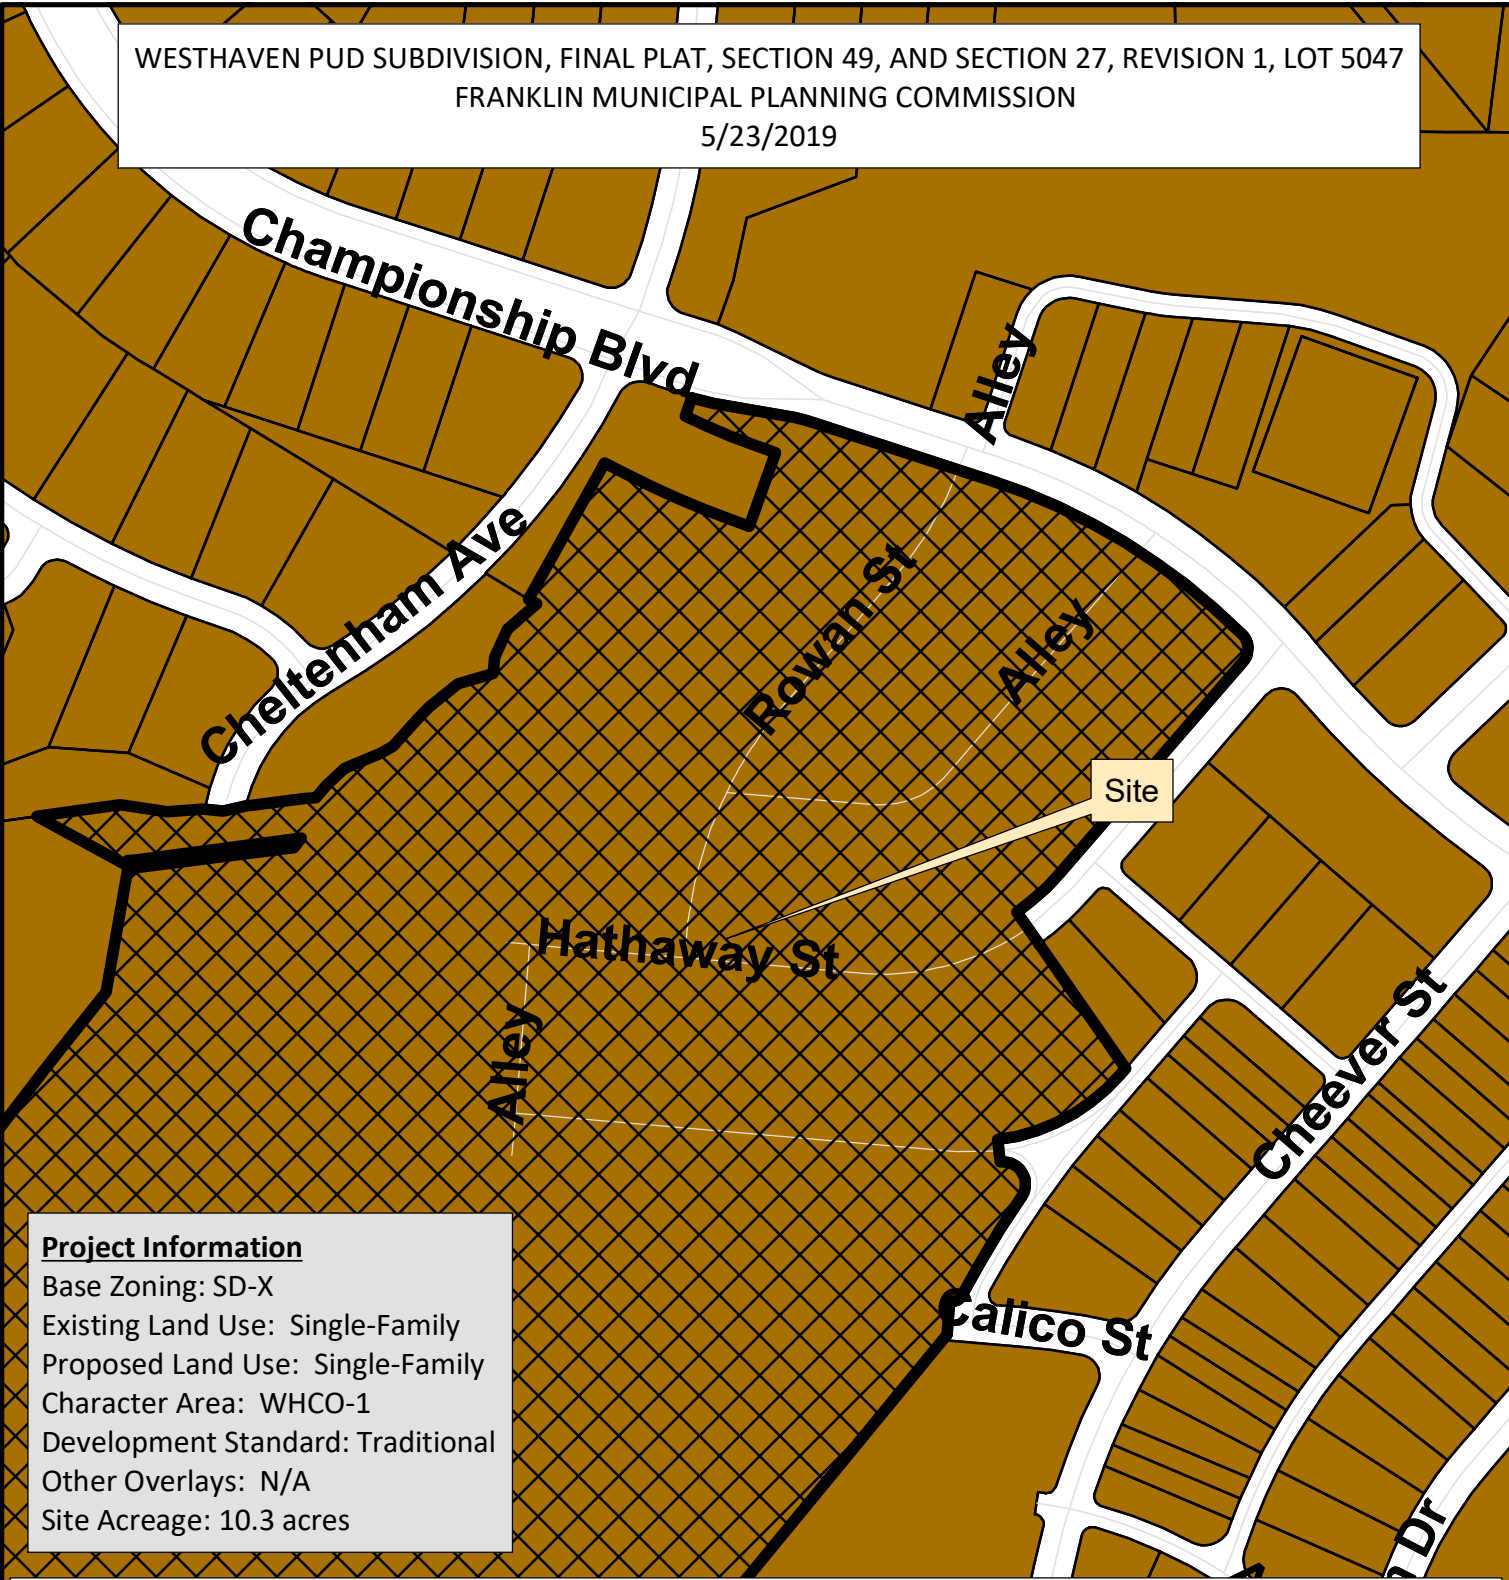 WESTHAVEN PUD SUBDIVISION, FINAL PLAT, SECTION 49, AND SECTION 27, REVISION 1, LOT 5047
FRANKLIN MUNICIPAL PLANNING COMMISSION
5/23/2019
Championship Blvd
Alley
Cheltenham Ave
Rowan St
Alley
Site
Hathaway St
Alley
Cheever St
Calico St
Project Information
Base Zoning: SD-X
Existing Land Use: Single-Family
Proposed Land Use: Single-Family
Character Area: WHCO-1
Development Standard: Traditional
Other Overlays: N/A
Site Acreage: 10.3 acres
Dr